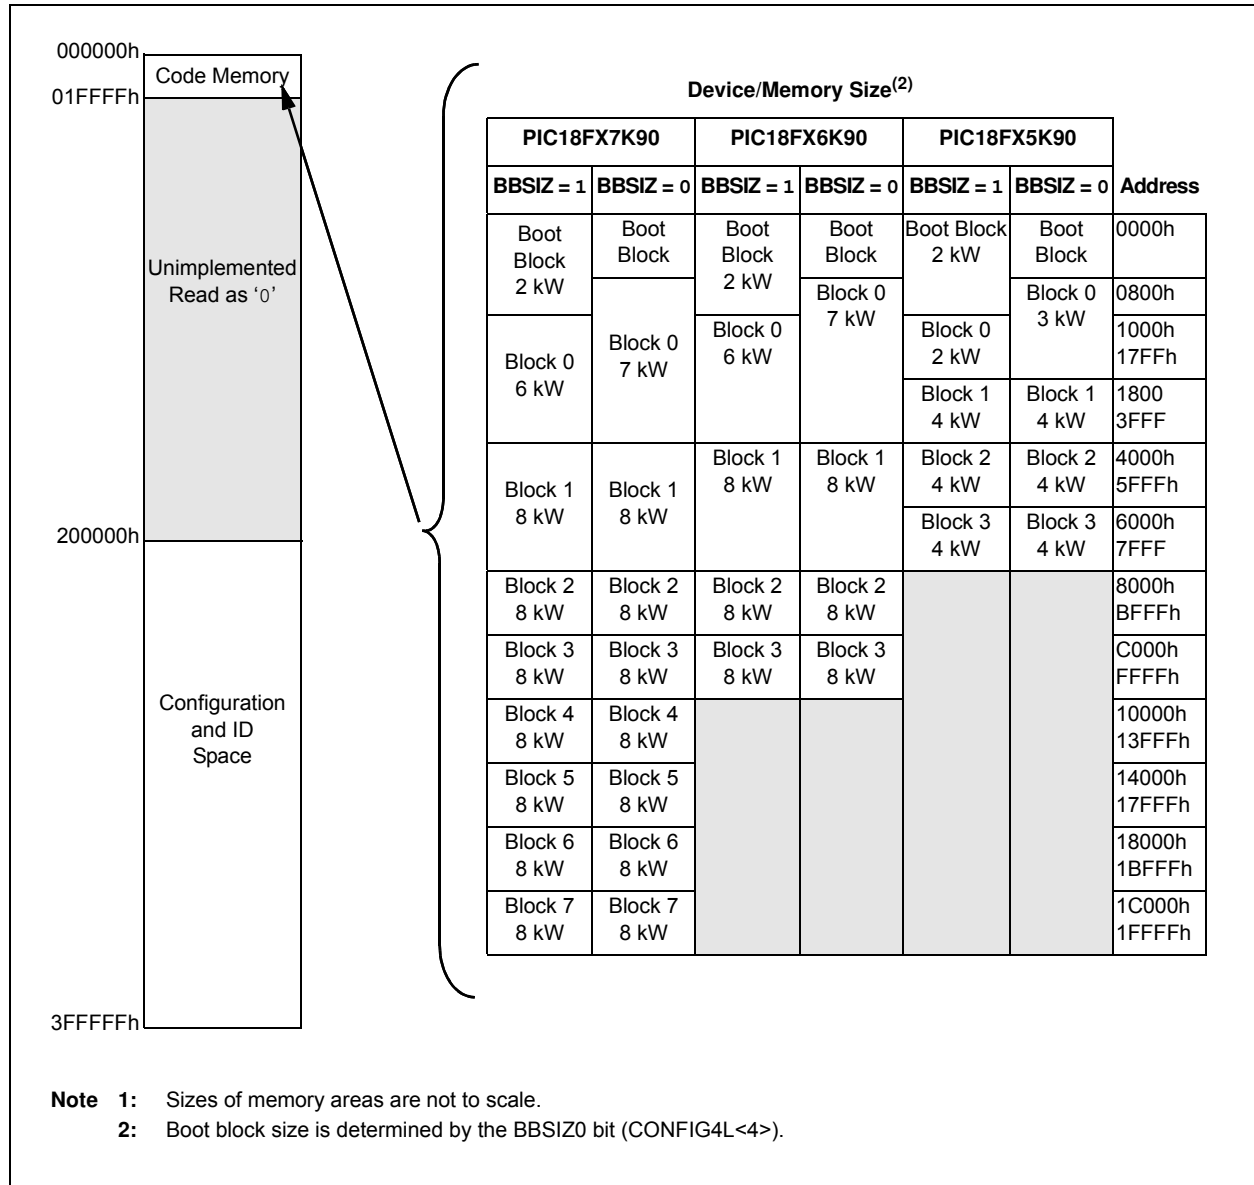 000000h
Code Memory
01FFFFh
Unimplemented
Read as ‘0’
200000h
Configuration
and ID
Space
3FFFFFh
Device/Memory Size(2)
PIC18FX7K90 PIC18FX6K90 PIC18FX5K90
BBSIZ = 1 BBSIZ = 0 BBSIZ = 1 BBSIZ = 0 BBSIZ = 1 BBSIZ = 0 Address
Boot Boot Boot Boot Boot Block Boot 0000h
Block Block Block Block 2 kW Block
2 kW 2 kW
Block 0 Block 0 0800h
7 kW 3 kW
Block 0 Block 0 Block 0 1000h
7 kW 6 kW 2 kW 17FFh
Block 0
6 kW
Block 1 Block 1 1800
4 kW 4 kW 3FFF
Block 1 Block 1 Block 2 Block 2 4000h
8 kW 8 kW 4 kW 4 kW 5FFFh
Block 1 Block 1
8 kW 8 kW
Block 3 Block 3 6000h
4 kW 4 kW 7FFF
Block 2 Block 2 Block 2 Block 2 8000h
8 kW 8 kW 8 kW 8 kW BFFFh
Block 3 Block 3 Block 3 Block 3 C000h
8 kW 8 kW 8 kW 8 kW FFFFh
Block 4 Block 4 10000h
8 kW 8 kW 13FFFh
Block 5 Block 5 14000h
8 kW 8 kW 17FFFh
Block 6 Block 6 18000h
8 kW 8 kW 1BFFFh
Block 7 Block 7 1C000h
8 kW 8 kW 1FFFFh
Note 1: Sizes of memory areas are not to scale.
2: Boot block size is determined by the BBSIZ0 bit (CONFIG4L<4>).